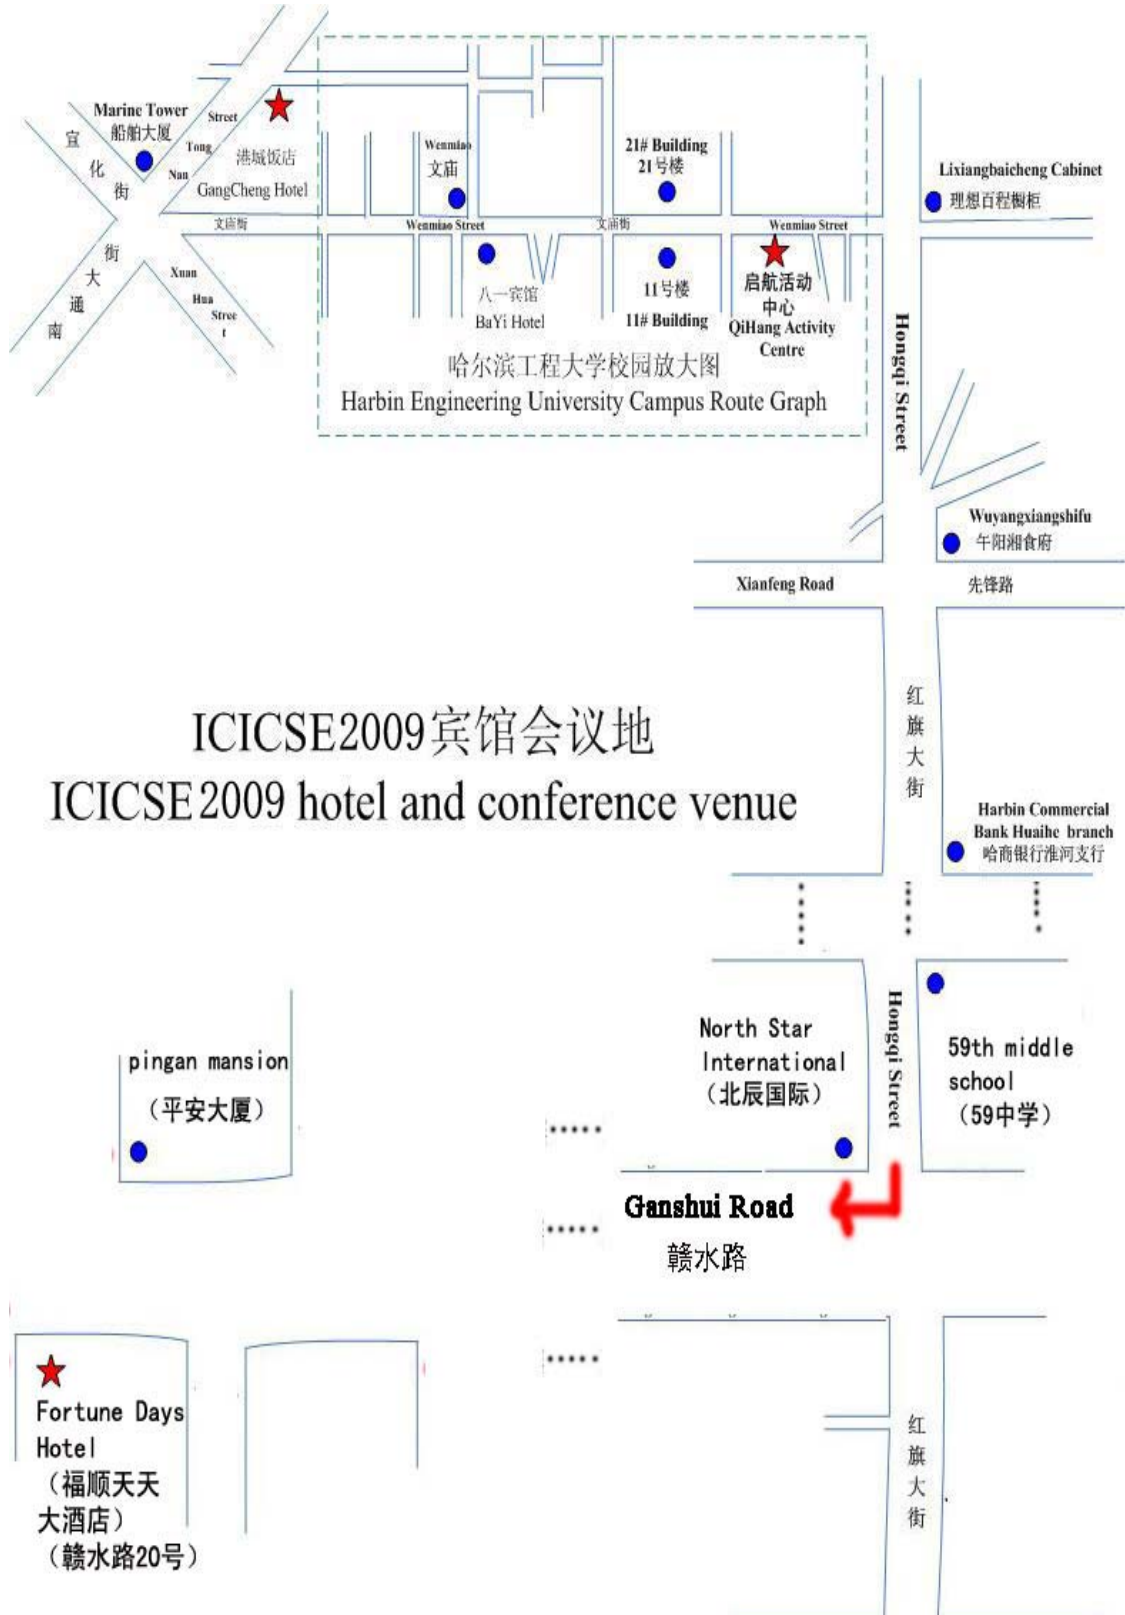 Marine Tower
船舶大厦
宣
化
街
Street
Tong
Nan
港城饭店
GangCheng Hotel
Wenmiao
文庙
21# Building
21号楼
Lixiangbaicheng Cabinet
理想百程橱柜
文庙街
Wenmiao Street
文庙街
Wenmiao Street
街
大
通
南
Xuan
Hua
Stree
t
八一宾馆
BaYi Hotel
11号楼
11# Building
启航活动
中心
QiHang Activity
Centre
哈尔滨工程大学校园放大图
Harbin Engineering University Campus Route Graph
Hongqi Street
Wuyangxiangshifu
午阳湘食府
Xianfeng Road
先锋路
红
旗
大
街
ICICSE2009宾馆会议地
ICICSE2009 hotel and conference venue
Harbin Commercial
Bank Huaihe branch
哈商银行淮河支行
North Star
International
（北辰国际）
Hongqi Street
59th middle
school
（59中学）
pingan mansion
（平安大厦）
Ganshui Road
赣水路
Fortune Days
Hotel
（福顺天天
大酒店）
（赣水路20号）
红
旗
大
街